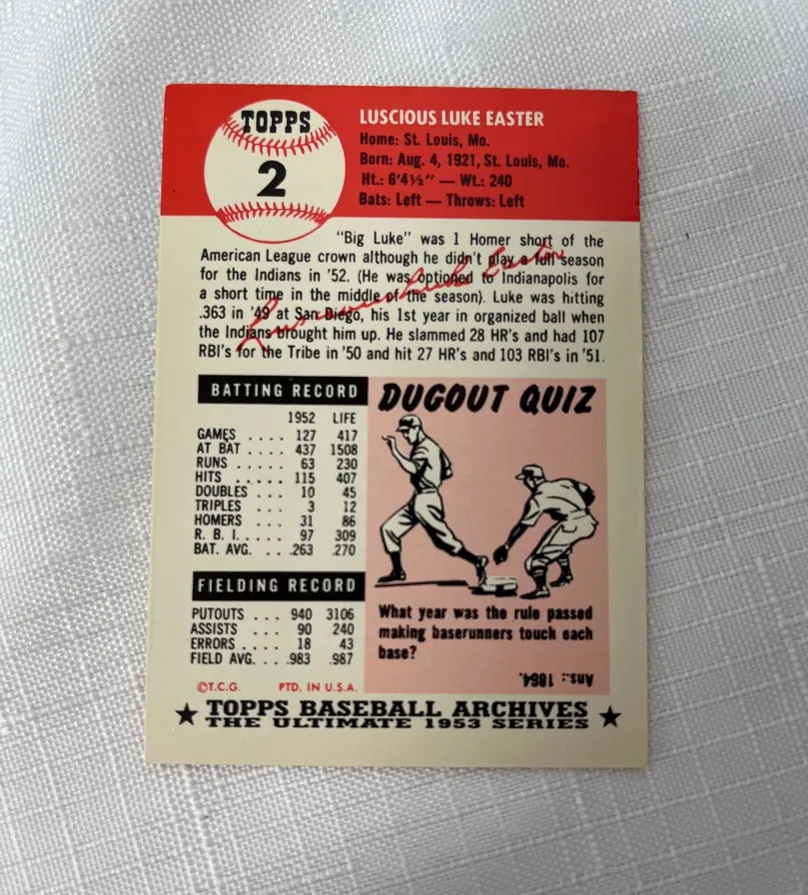 TOPPS
2
LUSCIOUS LUKE EASTER
Home: St. Louis, Mo.
Born: Aug. 4, 1921, St. Louis, Mo.
Ht.: 6'4½" — Wt.: 240
Bats: Left — Throws: Left
"Big Luke" was 1 Homer short of the
American League crown although he didn't play a full season
for the Indians in '52. (He was optioned to Indianapolis for
a short time in the middle of the season). Luke was hitting
.363 in '49 at San Diego, his 1st year in organized ball when
the Indians brought him up. He slammed 28 HR's and had 107
RBI's for the Tribe in '50 and hit 27 HR's and 103 RBI's in '51.
Luscious Luke Easter
BATTING RECORD
1952 LIFE
GAMES .... 127 417
AT BAT .... 437 1508
RUNS ..... 63 230
HITS ..... 115 407
DOUBLES ... 10 45
TRIPLES ... 3 12
HOMERS ... 31 86
R. B. I. .... 97 309
BAT. AVG. ... .263 .270
FIELDING RECORD
PUTOUTS ... 940 3106
ASSISTS ... 90 240
ERRORS .... 18 43
FIELD AVG. ... .983 .987
©T.C.G. PTD. IN U.S.A.
DUGOUT QUIZ
What year was the rule passed
making baserunners touch each
base?
Ans.: 1864.
★ TOPPS BASEBALL ARCHIVES ★
THE ULTIMATE 1953 SERIES